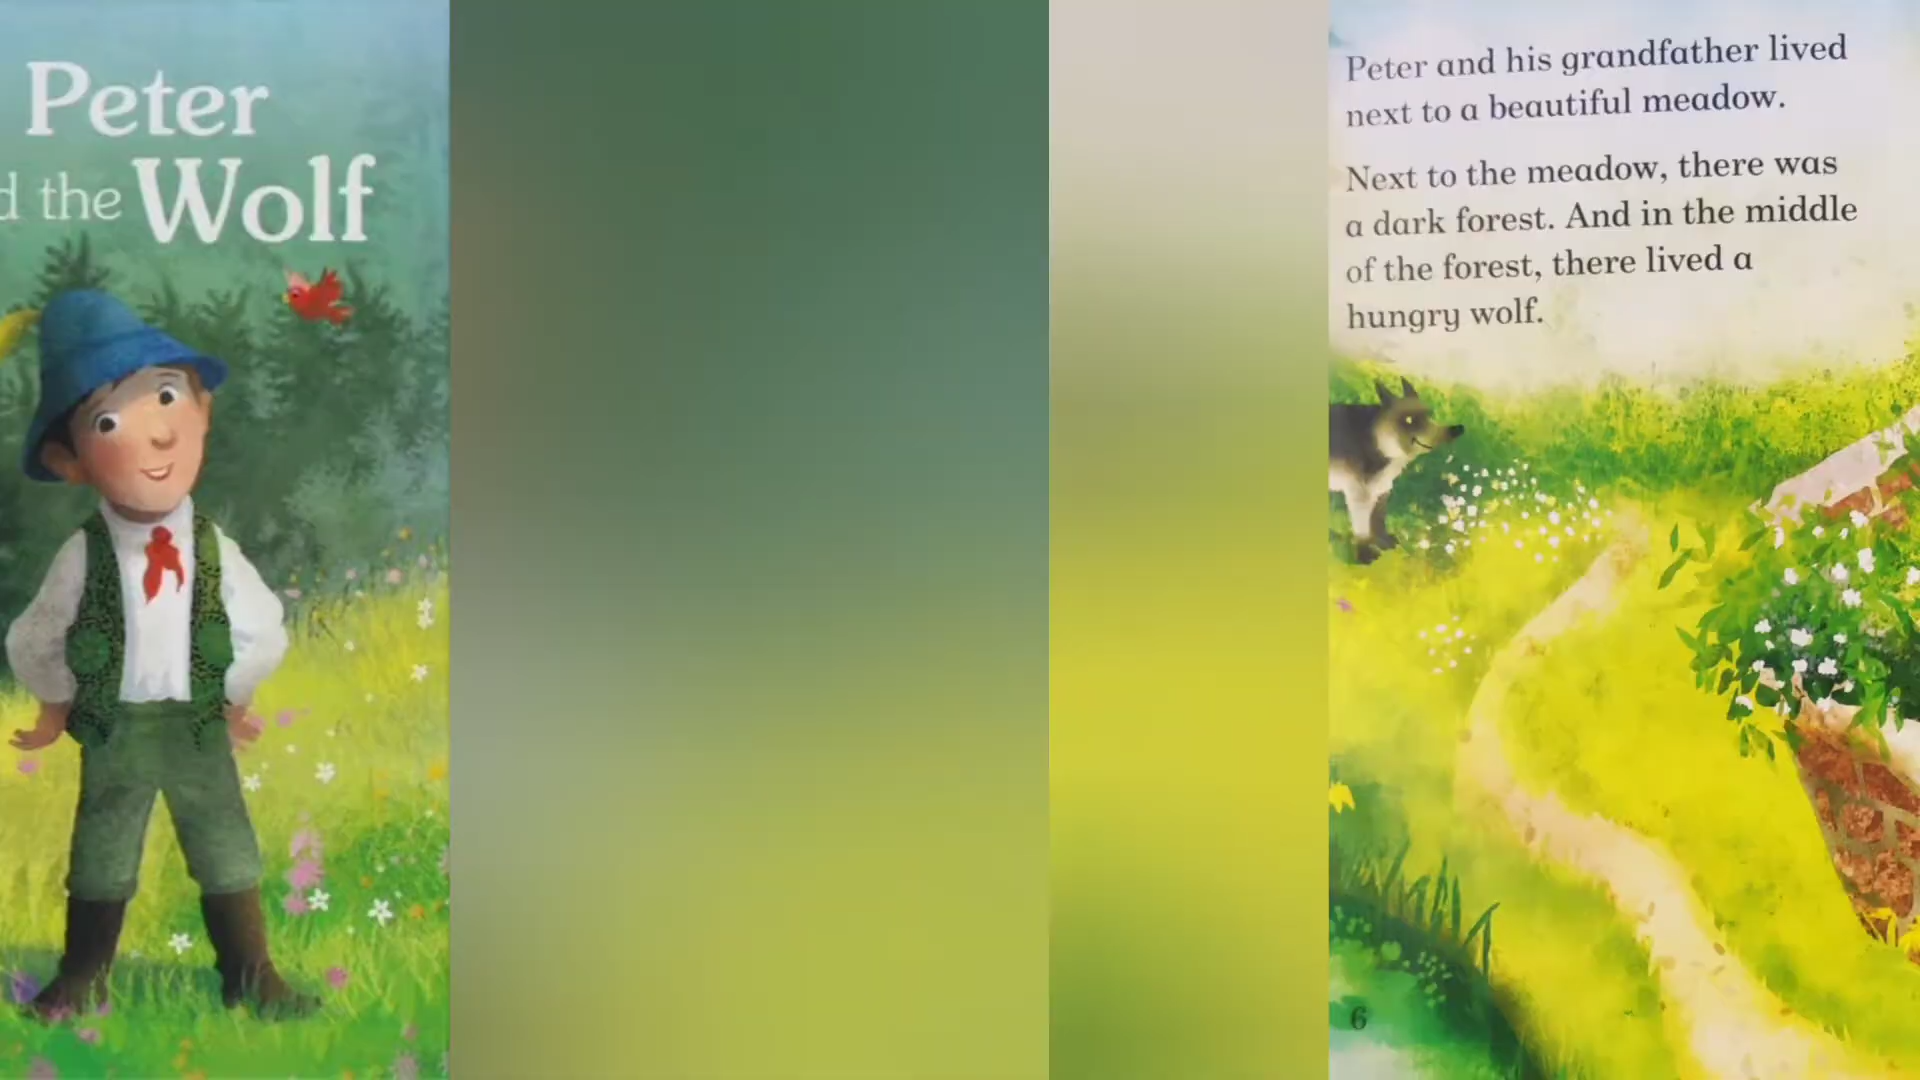 Peter
d the Wolf
Peter and his grandfather lived
next to a beautiful meadow.
Next to the meadow, there was
a dark forest. And in the middle
of the forest, there lived a
hungry wolf.
6